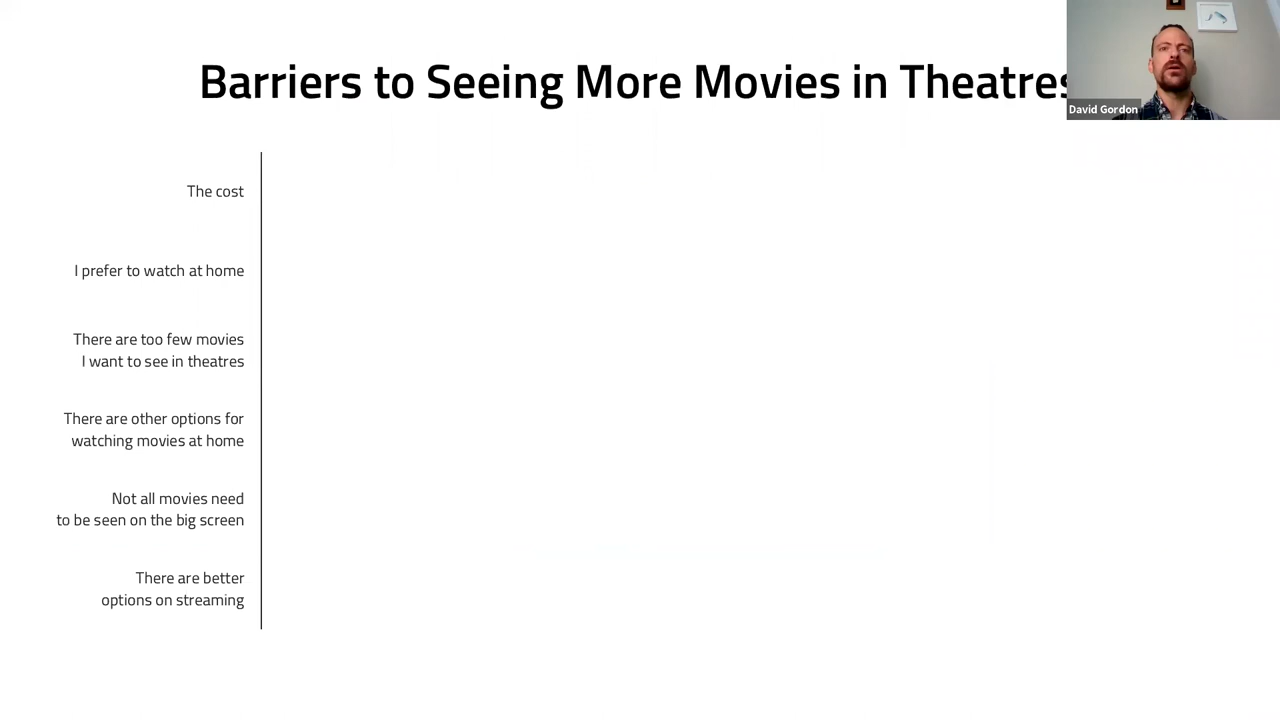 Barriers to Seeing More Movies in Theatres
David Gordon
The cost
I prefer to watch at home
There are too few movies
I want to see in theatres
There are other options for
watching movies at home
Not all movies need
to be seen on the big screen
There are better
options on streaming